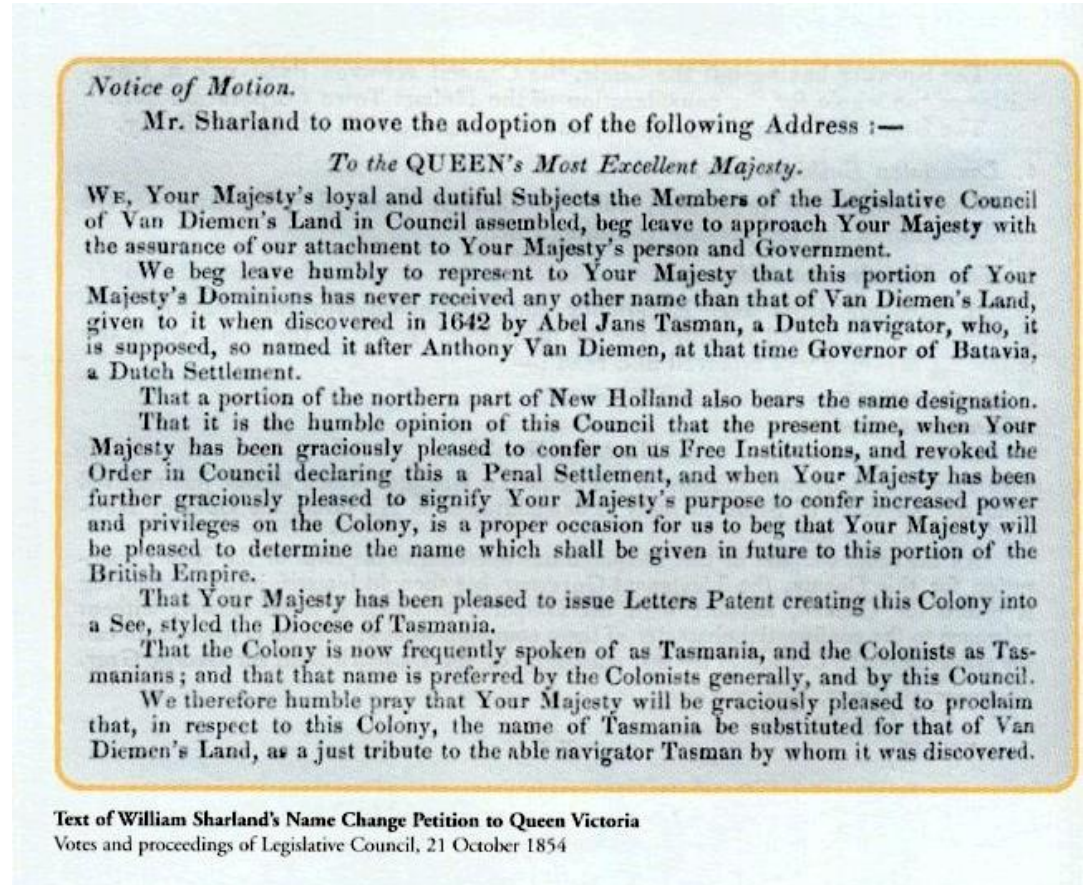 Notice of Motion.
Mr. Sharland to move the adoption of the following Address :—
To the QUEEN's Most Excellent Majesty.
WE, Your Majesty's loyal and dutiful Subjects the Members of the Legislative Council
of Van Diemen's Land in Council assembled, beg leave to approach Your Majesty with
the assurance of our attachment to Your Majesty's person and Government.
We beg leave humbly to represent to Your Majesty that this portion of Your
Majesty's Dominions has never received any other name than that of Van Diemen's Land,
given to it when discovered in 1642 by Abel Jans Tasman, a Dutch navigator, who, it
is supposed, so named it after Anthony Van Diemen, at that time Governor of Batavia,
a Dutch Settlement.
That a portion of the northern part of New Holland also bears the same designation.
That it is the humble opinion of this Council that the present time, when Your
Majesty has been graciously pleased to confer on us Free Institutions, and revoked the
Order in Council declaring this a Penal Settlement, and when Your Majesty has been
further graciously pleased to signify Your Majesty's purpose to confer increased power
and privileges on the Colony, is a proper occasion for us to beg that Your Majesty will
be pleased to determine the name which shall be given in future to this portion of the
British Empire.
That Your Majesty has been pleased to issue Letters Patent creating this Colony into
a See, styled the Diocese of Tasmania.
That the Colony is now frequently spoken of as Tasmania, and the Colonists as Tas-
manians; and that that name is preferred by the Colonists generally, and by this Council.
We therefore humble pray that Your Majesty will be graciously pleased to proclaim
that, in respect to this Colony, the name of Tasmania be substituted for that of Van
Diemen's Land, as a just tribute to the able navigator Tasman by whom it was discovered.
Text of William Sharland's Name Change Petition to Queen Victoria
Votes and proceedings of Legislative Council, 21 October 1854